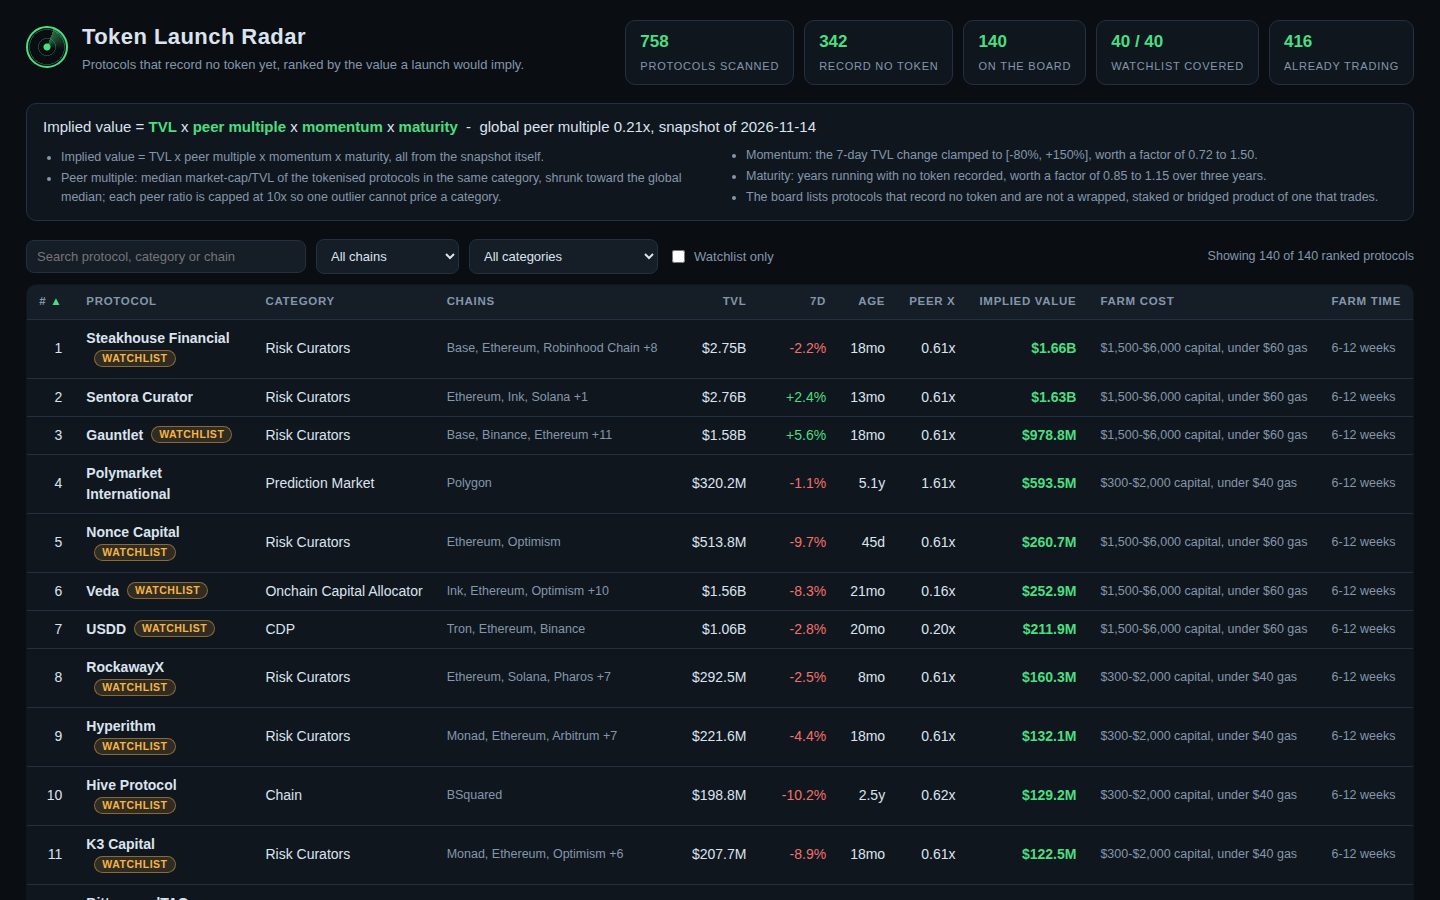 Token Launch Radar
Protocols that record no token yet, ranked by the value a launch would imply.
758
PROTOCOLS SCANNED
342
RECORD NO TOKEN
140
ON THE BOARD
40 / 40
WATCHLIST COVERED
416
ALREADY TRADING
Implied value = TVL x peer multiple x momentum x maturity - global peer multiple 0.21x, snapshot of 2026-11-14
Implied value = TVL x peer multiple x momentum x maturity, all from the snapshot itself.
Peer multiple: median market-cap/TVL of the tokenised protocols in the same category, shrunk toward the global
median; each peer ratio is capped at 10x so one outlier cannot price a category.
Momentum: the 7-day TVL change clamped to [-80%, +150%], worth a factor of 0.72 to 1.50.
Maturity: years running with no token recorded, worth a factor of 0.85 to 1.15 over three years.
The board lists protocols that record no token and are not a wrapped, staked or bridged product of one that trades.
Search protocol, category or chain All chains All categories Watchlist only Showing 140 of 140 ranked protocols
# ▲ PROTOCOL CATEGORY CHAINS TVL 7D AGE PEER X IMPLIED VALUE FARM COST FARM TIME
1 Steakhouse Financial WATCHLIST Risk Curators Base, Ethereum, Robinhood Chain +8 $2.75B -2.2% 18mo 0.61x $1.66B $1,500-$6,000 capital, under $60 gas 6-12 weeks
2 Sentora Curator Risk Curators Ethereum, Ink, Solana +1 $2.76B +2.4% 13mo 0.61x $1.63B $1,500-$6,000 capital, under $60 gas 6-12 weeks
3 Gauntlet WATCHLIST Risk Curators Base, Binance, Ethereum +11 $1.58B +5.6% 18mo 0.61x $978.8M $1,500-$6,000 capital, under $60 gas 6-12 weeks
4 Polymarket International Prediction Market Polygon $320.2M -1.1% 5.1y 1.61x $593.5M $300-$2,000 capital, under $40 gas 6-12 weeks
5 Nonce Capital WATCHLIST Risk Curators Ethereum, Optimism $513.8M -9.7% 45d 0.61x $260.7M $1,500-$6,000 capital, under $60 gas 6-12 weeks
6 Veda WATCHLIST Onchain Capital Allocator Ink, Ethereum, Optimism +10 $1.56B -8.3% 21mo 0.16x $252.9M $1,500-$6,000 capital, under $60 gas 6-12 weeks
7 USDD WATCHLIST CDP Tron, Ethereum, Binance $1.06B -2.8% 20mo 0.20x $211.9M $1,500-$6,000 capital, under $60 gas 6-12 weeks
8 RockawayX WATCHLIST Risk Curators Ethereum, Solana, Pharos +7 $292.5M -2.5% 8mo 0.61x $160.3M $300-$2,000 capital, under $40 gas 6-12 weeks
9 Hyperithm WATCHLIST Risk Curators Monad, Ethereum, Arbitrum +7 $221.6M -4.4% 18mo 0.61x $132.1M $300-$2,000 capital, under $40 gas 6-12 weeks
10 Hive Protocol WATCHLIST Chain BSquared $198.8M -10.2% 2.5y 0.62x $129.2M $300-$2,000 capital, under $40 gas 6-12 weeks
11 K3 Capital WATCHLIST Risk Curators Monad, Ethereum, Optimism +6 $207.7M -8.9% 18mo 0.61x $122.5M $300-$2,000 capital, under $40 gas 6-12 weeks